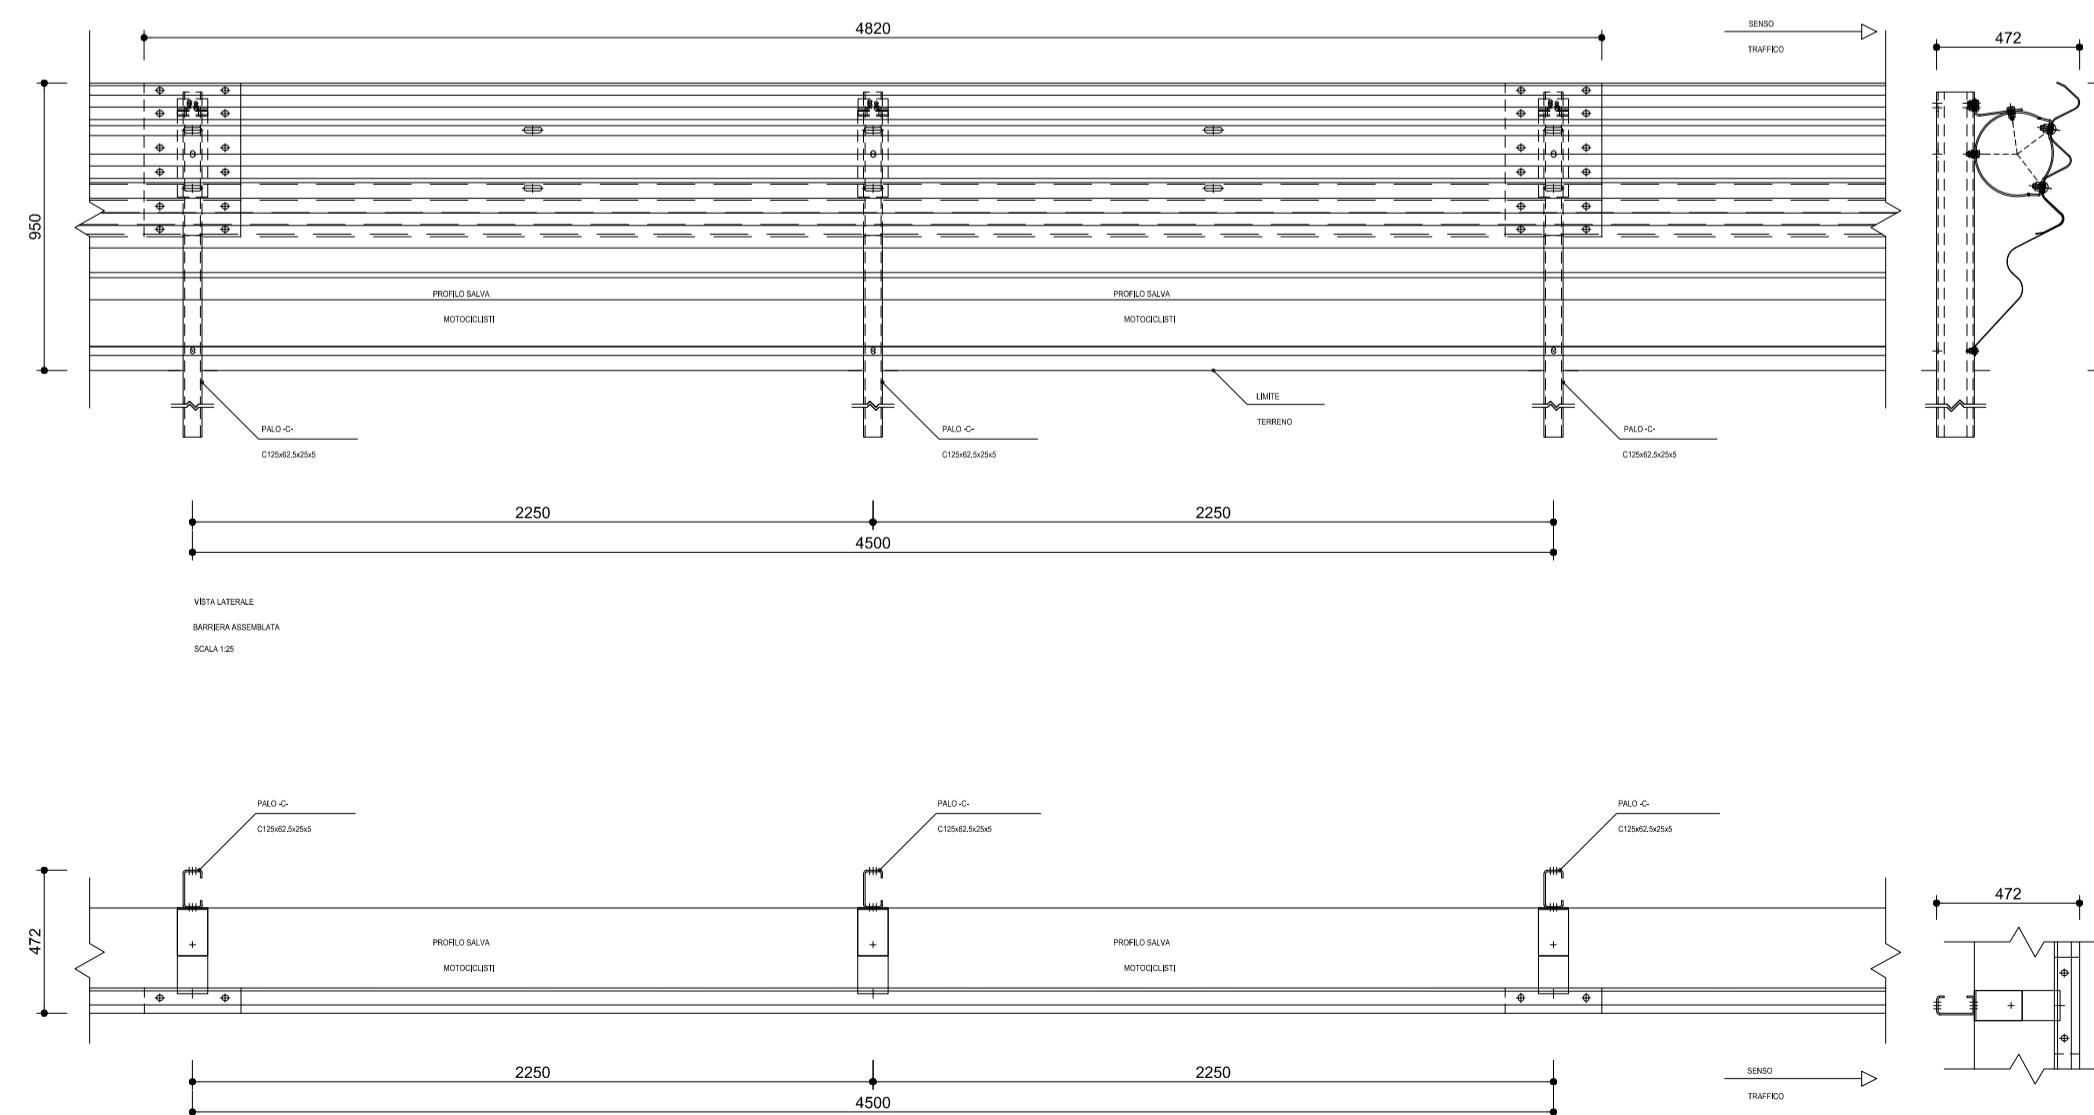 4820
SENSO
TRAFFICO
472
950
PROFILO SALVA
MOTOCICLISTI
PROFILO SALVA
MOTOCICLISTI
LIMITE
TERRENO
PALO -C-
C125x62.5x25x5
PALO -C-
C125x62.5x25x5
PALO -C-
C125x62.5x25x5
2250
2250
4500
VISTA LATERALE
BARRIERA ASSEMBLATA
SCALA 1:25
PALO -C-
C125x62.5x25x5
PALO -C-
C125x62.5x25x5
PALO -C-
C125x62.5x25x5
472
472
PROFILO SALVA
MOTOCICLISTI
PROFILO SALVA
MOTOCICLISTI
2250
2250
SENSO
TRAFFICO
4500